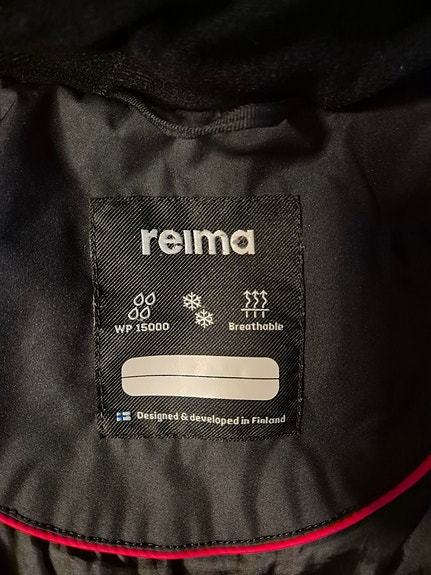 reima
WP 15000
Breathable
Designed & developed in Finland